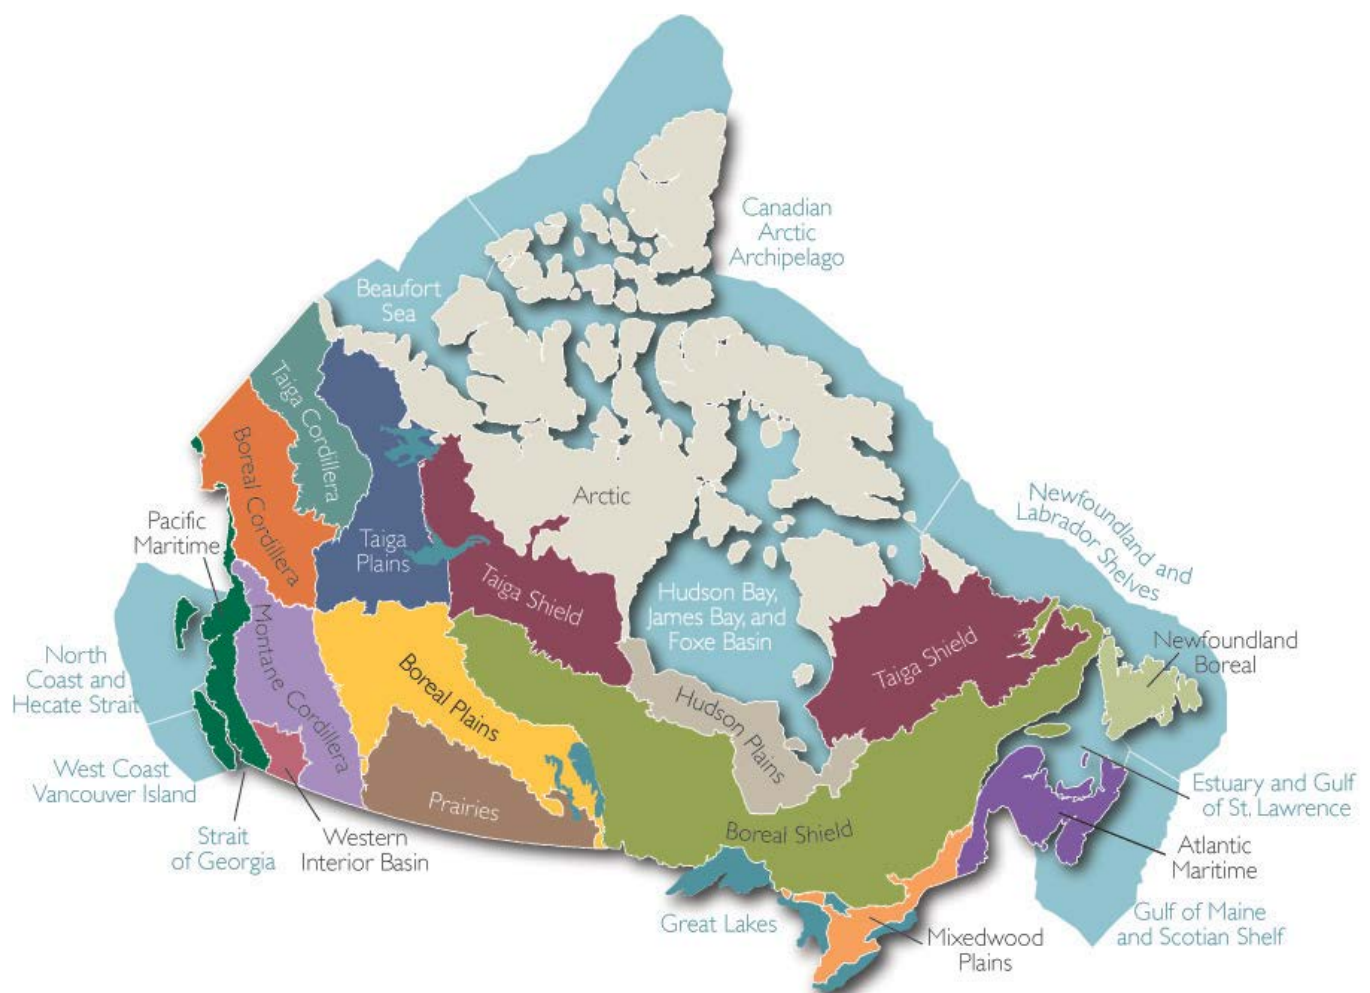 Canadian
Arctic
Archipelago
Beaufort
Sea
Taiga Cordillera
Boreal Cordillera
Arctic
Newfoundland and
Labrador Shelves
Pacific
Maritime
Taiga
Plains
Taiga Shield
Hudson Bay,
James Bay, and
Foxe Basin
Taiga Shield
Newfoundland
Boreal
North
Coast and
Hecate Strait
Montane Cordillera
Boreal Plains
Hudson Plains
West Coast
Vancouver Island
Prairies
Boreal Shield
Estuary and Gulf
of St. Lawrence
Strait
of Georgia
Western
Interior Basin
Atlantic
Maritime
Great Lakes
Mixedwood
Plains
Gulf of Maine
and Scotian Shelf